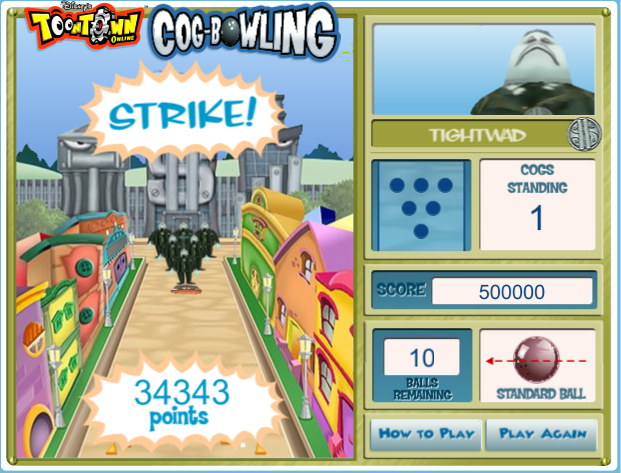 Disney's
TOONTOWN
ONLINE
COG-BOWLING
STRIKE!
34343
points
TIGHTWAD
COGS
STANDING
1
SCORE
500000
10
BALLS
REMAINING
STANDARD BALL
HOW TO PLAY
PLAY AGAIN